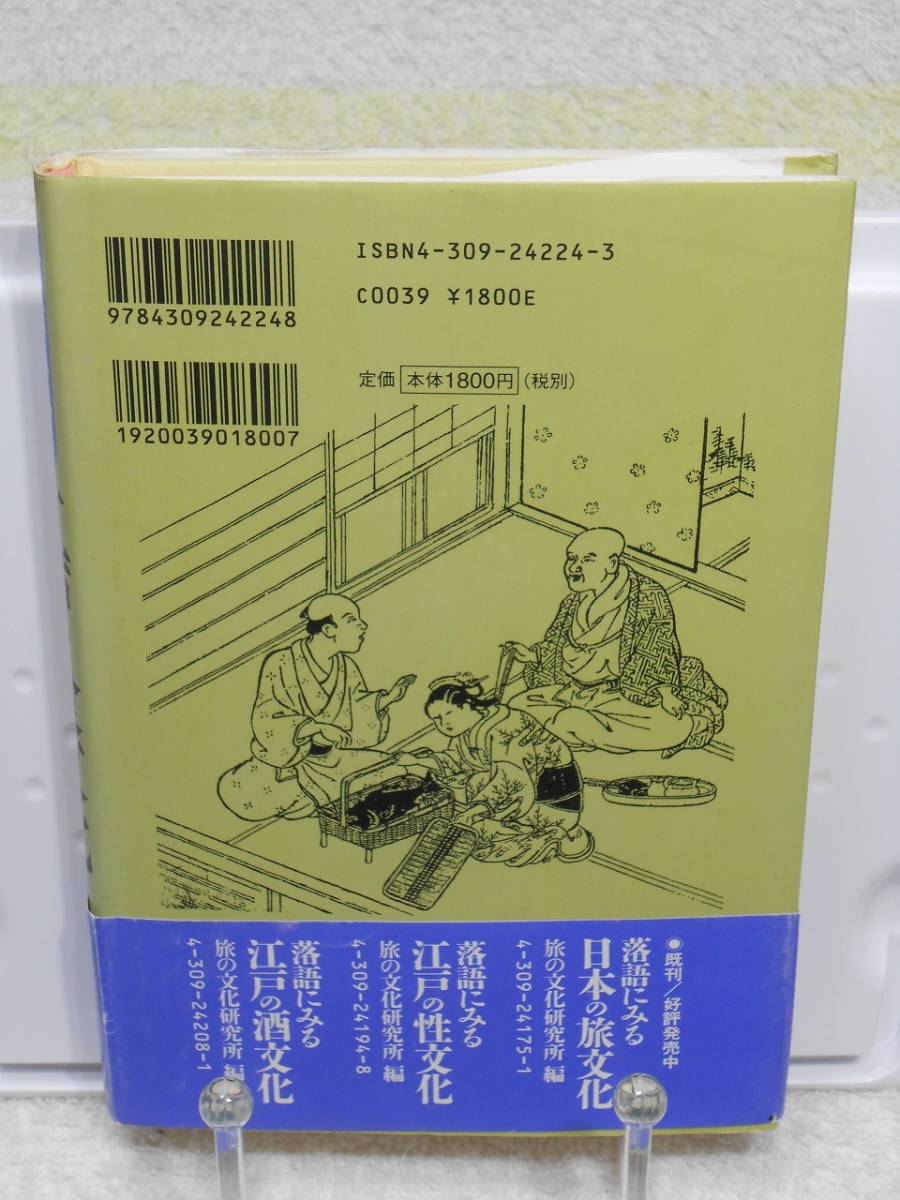 ISBN4-309-24224-3
C0039 ¥1800E
9784309242248
定価 本体1800円(税別)
1920039018007
●既刊/好評発売中
落語にみる
日本の旅文化
旅の文化研究所 編
4-309-24175-1
落語にみる
江戸の性文化
旅の文化研究所 編
4-309-24194-8
落語にみる
江戸の酒文化
旅の文化研究所 編
4-309-24208-1